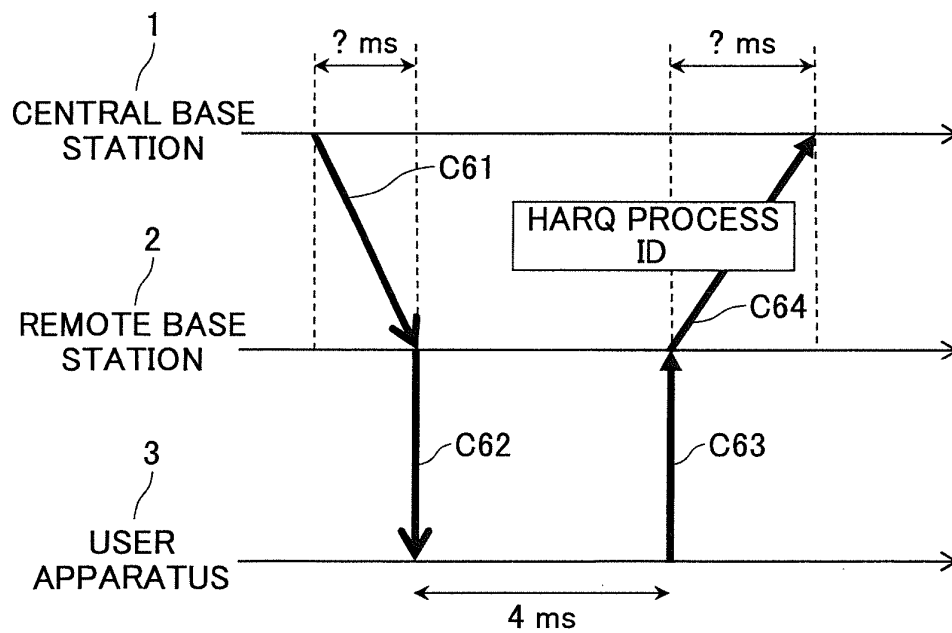 1
? ms
? ms
CENTRAL BASE
STATION
C61
HARQ PROCESS
ID
2
C64
REMOTE BASE
STATION
C62
C63
3
USER
APPARATUS
4 ms